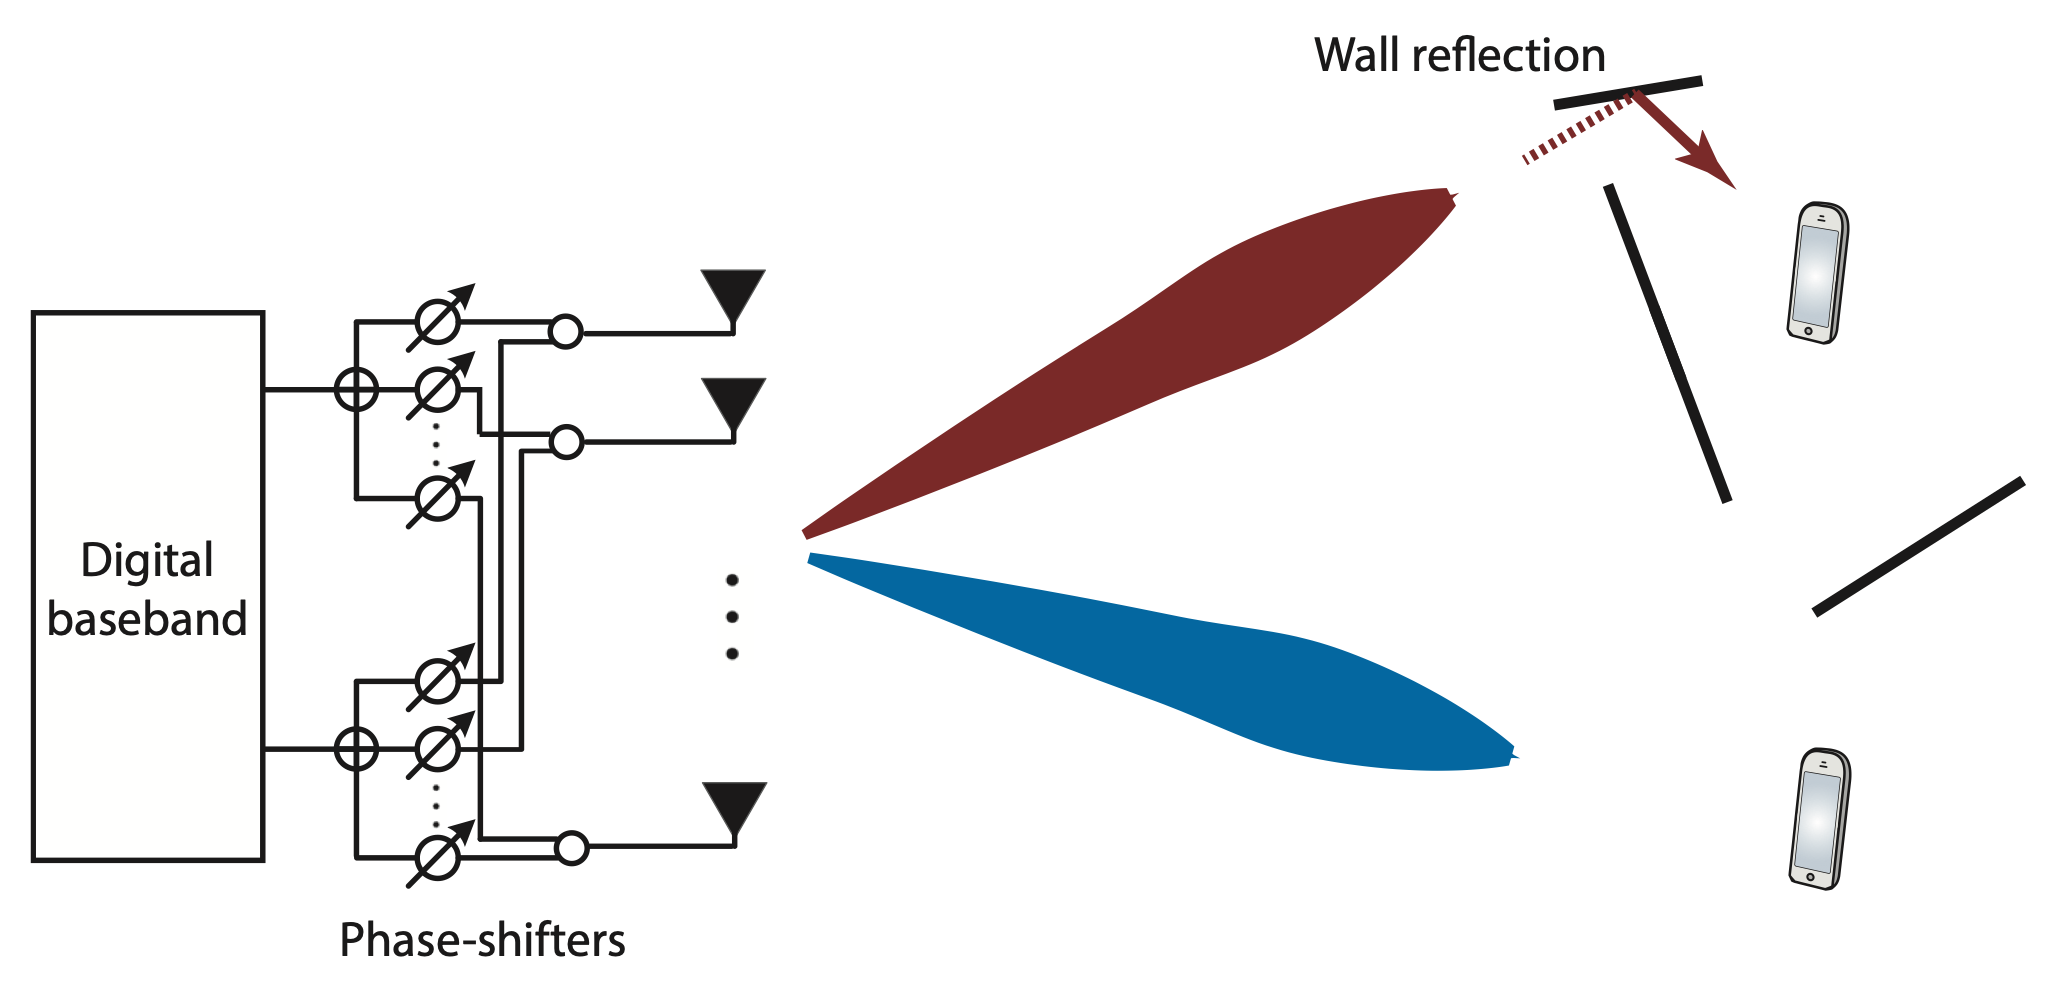 Wall reflection
Digital
baseband
Phase-shifters